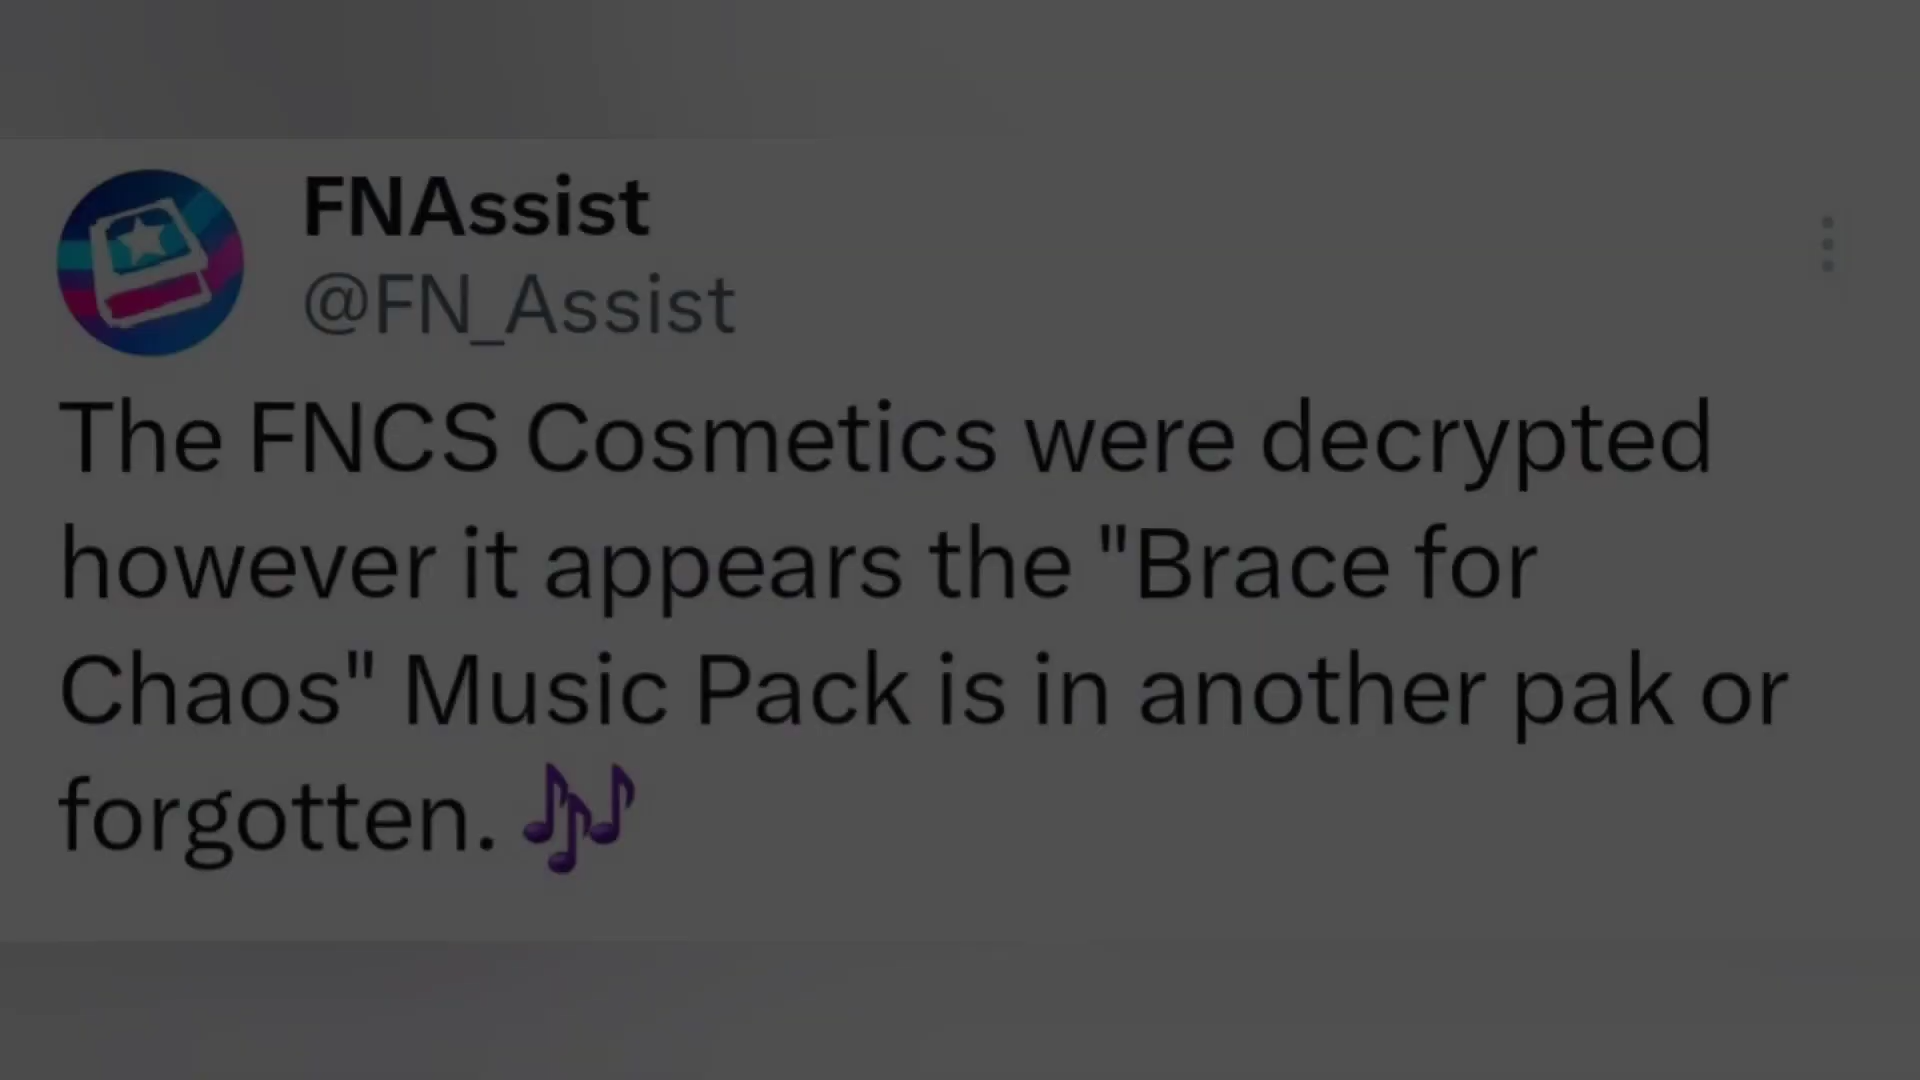 FNAssist
@FN_Assist
The FNCS Cosmetics were decrypted
however it appears the "Brace for
Chaos" Music Pack is in another pak or
forgotten. 🎶